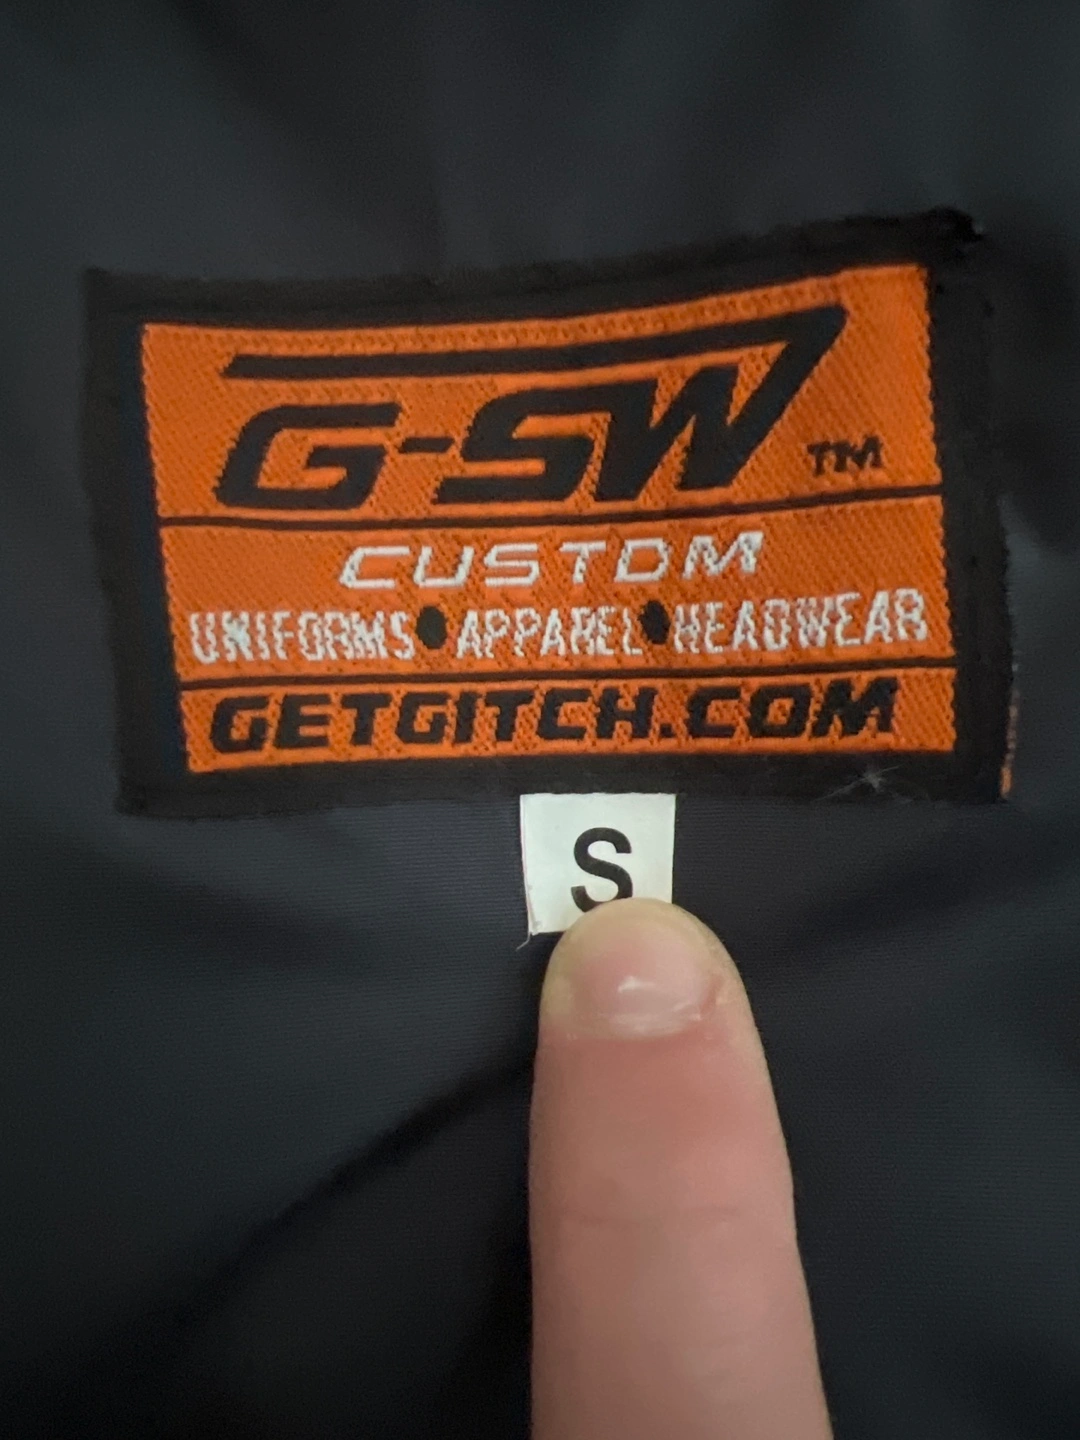 G-SW™
CUSTOM
UNIFORMS • APPAREL • HEADWEAR
GETGITCH.COM
S